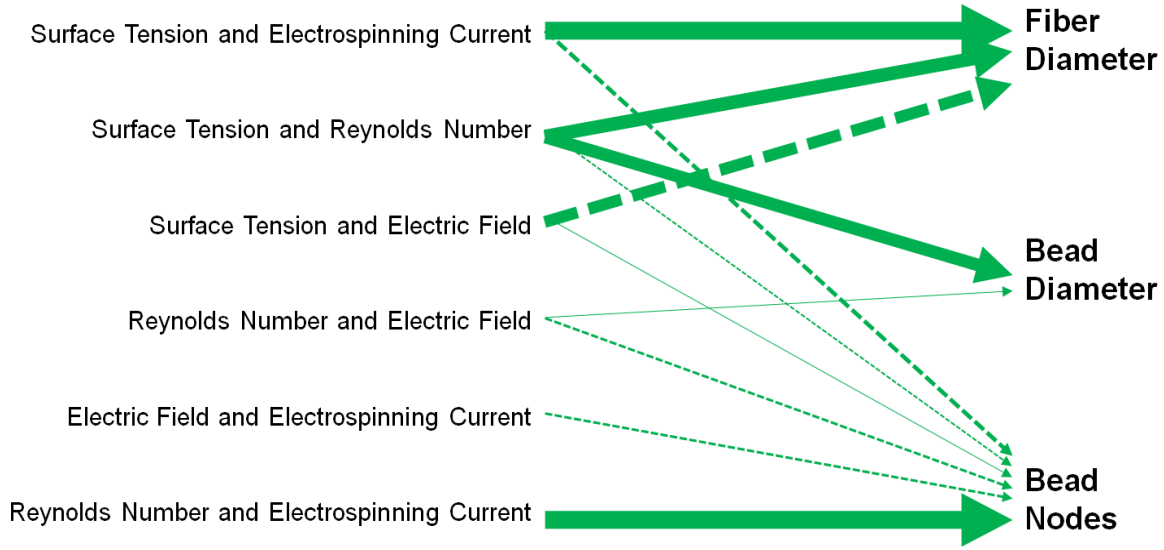 Surface Tension and Electrospinning Current
Surface Tension and Reynolds Number
Surface Tension and Electric Field
Reynolds Number and Electric Field
Electric Field and Electrospinning Current
Reynolds Number and Electrospinning Current
Fiber
Diameter
Bead
Diameter
Bead
Nodes